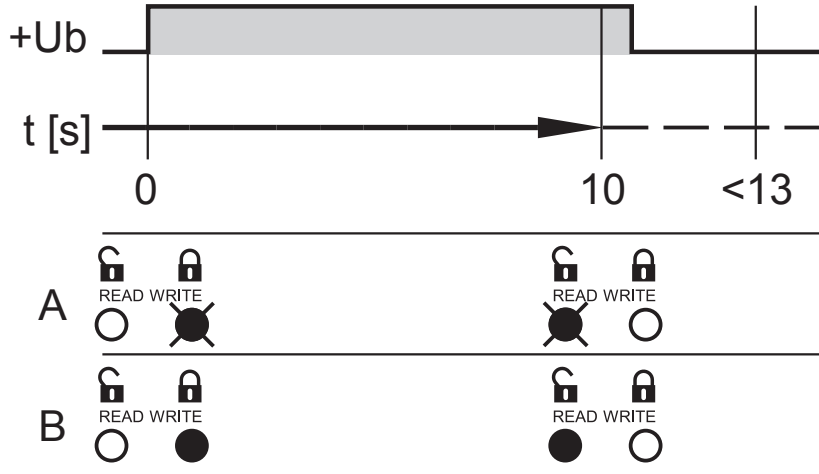 +Ub
t [s]
0 10 <13
READ WRITE READ WRITE
A
READ WRITE READ WRITE
B